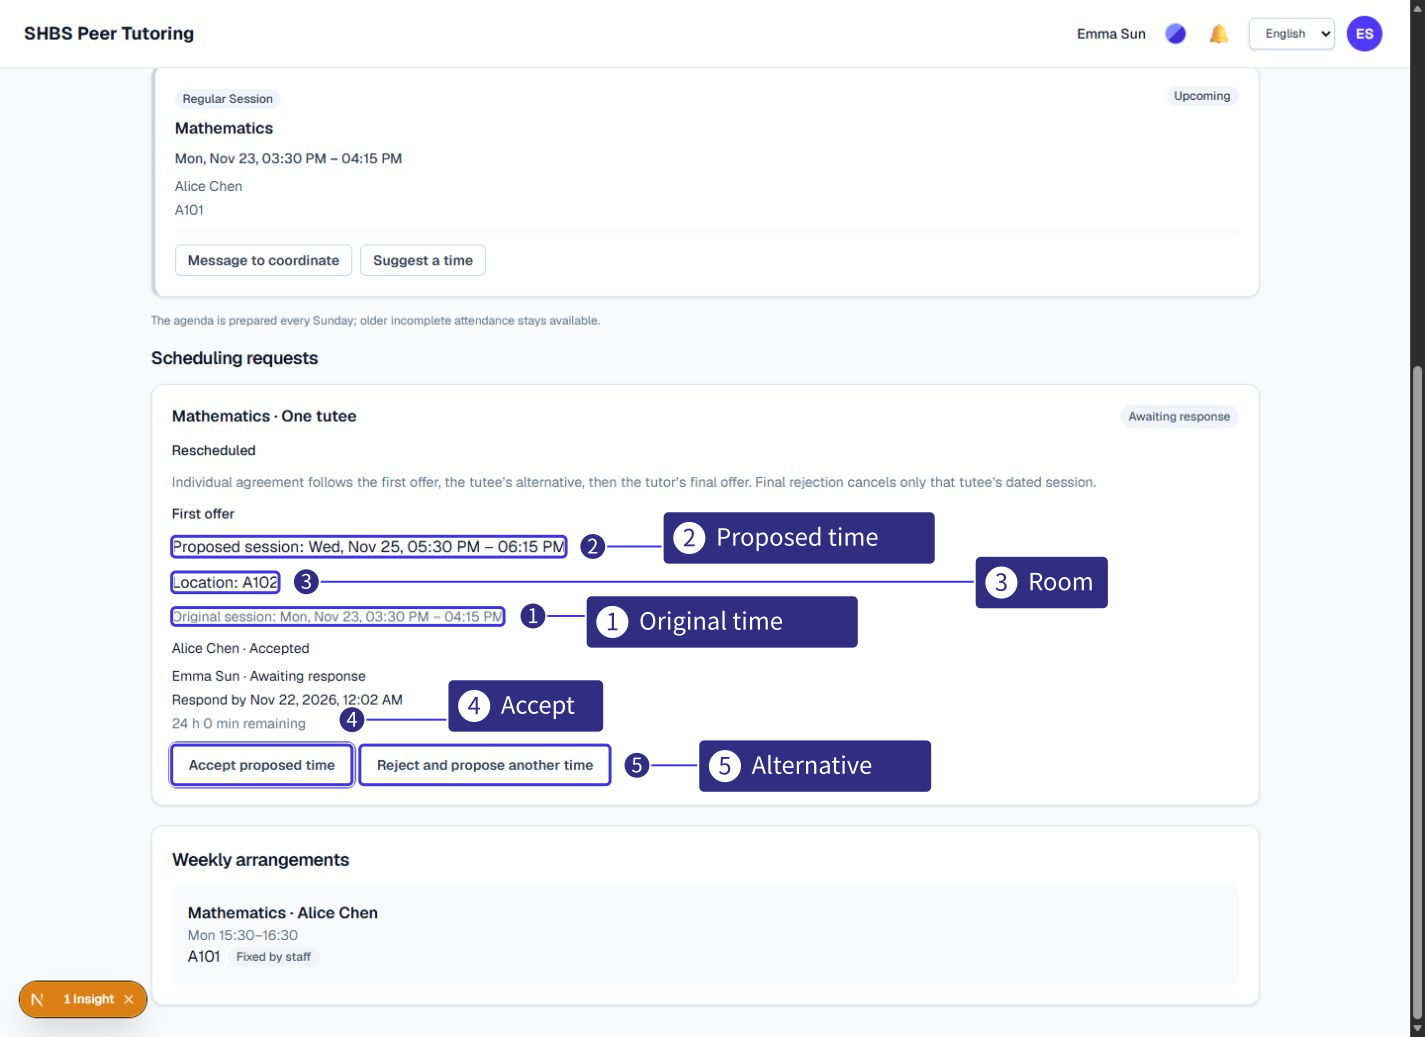 SHBS Peer Tutoring
Emma Sun
English
ES
Regular Session
Upcoming
Mathematics
Mon, Nov 23, 03:30 PM – 04:15 PM
Alice Chen
A101
Message to coordinate
Suggest a time
The agenda is prepared every Sunday; older incomplete attendance stays available.
Scheduling requests
Mathematics · One tutee
Awaiting response
Rescheduled
Individual agreement follows the first offer, the tutee's alternative, then the tutor's final offer. Final rejection cancels only that tutee's dated session.
First offer
Proposed session: Wed, Nov 25, 05:30 PM – 06:15 PM
2
2 Proposed time
Location: A102
3
3 Room
Original session: Mon, Nov 23, 03:30 PM – 04:15 PM
1
1 Original time
Alice Chen · Accepted
Emma Sun · Awaiting response
Respond by Nov 22, 2026, 12:02 AM
24 h 0 min remaining
4
4 Accept
Accept proposed time
Reject and propose another time
5
5 Alternative
Weekly arrangements
Mathematics · Alice Chen
Mon 15:30–16:30
A101 Fixed by staff
N 1 Insight ×